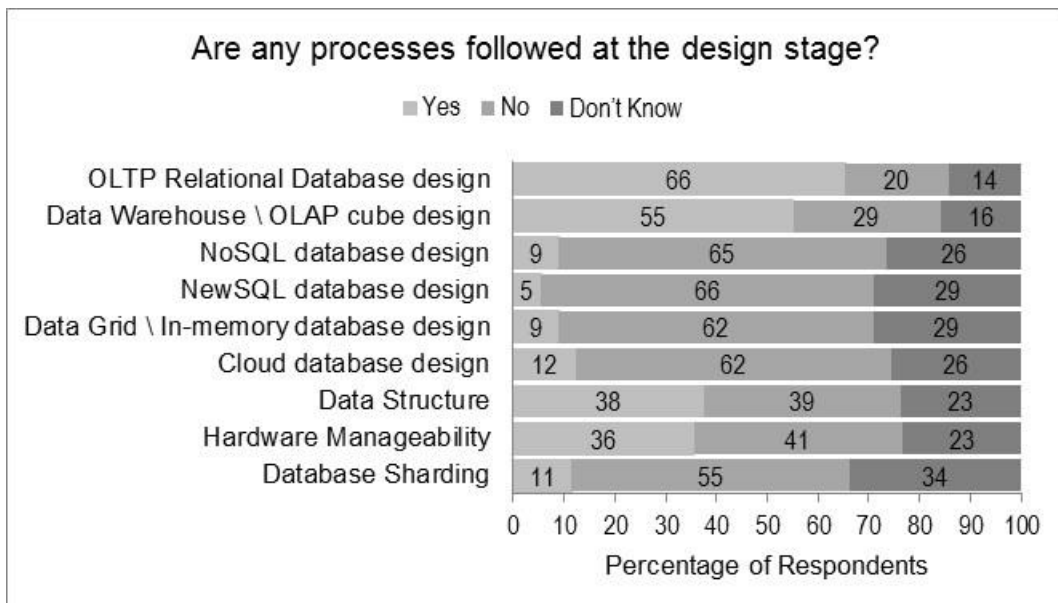 Are any processes followed at the design stage?
Yes No Don't Know
OLTP Relational Database design 66 20 14
Data Warehouse \ OLAP cube design 55 29 16
NoSQL database design 9 65 26
NewSQL database design 5 66 29
Data Grid \ In-memory database design 9 62 29
Cloud database design 12 62 26
Data Structure 38 39 23
Hardware Manageability 36 41 23
Database Sharding 11 55 34
0 10 20 30 40 50 60 70 80 90 100
Percentage of Respondents